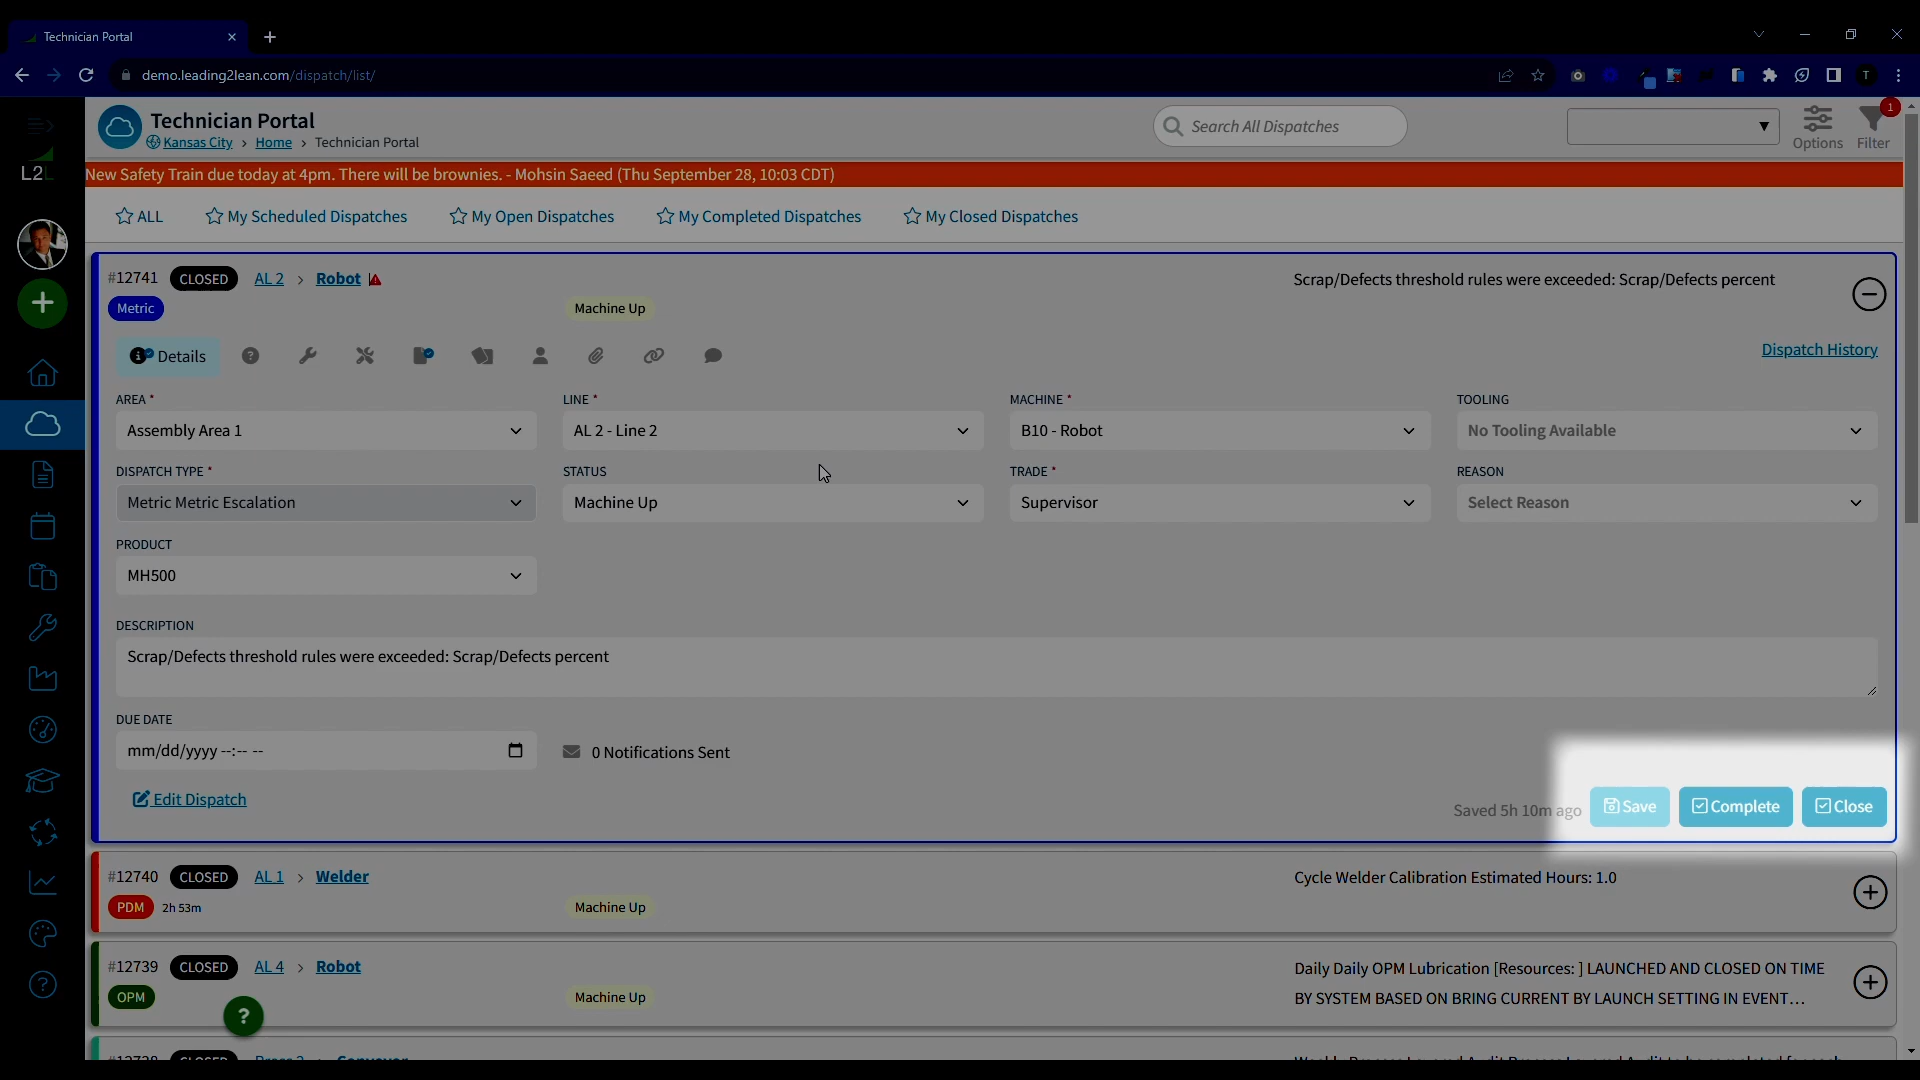 Technician Portal
demo.leading2lean.com/dispatch/list/
T
Technician Portal
Kansas City > Home > Technician Portal
Search All Dispatches
Options
Filter
1
L2L
New Safety Train due today at 4pm. There will be brownies. - Mohsin Saeed (Thu September 28, 10:03 CDT)
ALL My Scheduled Dispatches My Open Dispatches My Completed Dispatches My Closed Dispatches
#12741 CLOSED AL 2 > Robot
Scrap/Defects threshold rules were exceeded: Scrap/Defects percent
Metric Machine Up
Details
Dispatch History
AREA * LINE * MACHINE * TOOLING
Assembly Area 1 AL 2 - Line 2 B10 - Robot No Tooling Available
DISPATCH TYPE * STATUS TRADE * REASON
Metric Metric Escalation Machine Up Supervisor Select Reason
PRODUCT
MH500
DESCRIPTION
Scrap/Defects threshold rules were exceeded: Scrap/Defects percent
DUE DATE
mm/dd/yyyy --:-- -- 0 Notifications Sent
Edit Dispatch
Saved 5h 10m ago Save Complete Close
#12740 CLOSED AL 1 > Welder
Cycle Welder Calibration Estimated Hours: 1.0
PDM 2h 53m Machine Up
#12739 CLOSED AL 4 > Robot
Daily Daily OPM Lubrication [Resources: ] LAUNCHED AND CLOSED ON TIME
BY SYSTEM BASED ON BRING CURRENT BY LAUNCH SETTING IN EVENT...
OPM Machine Up
?